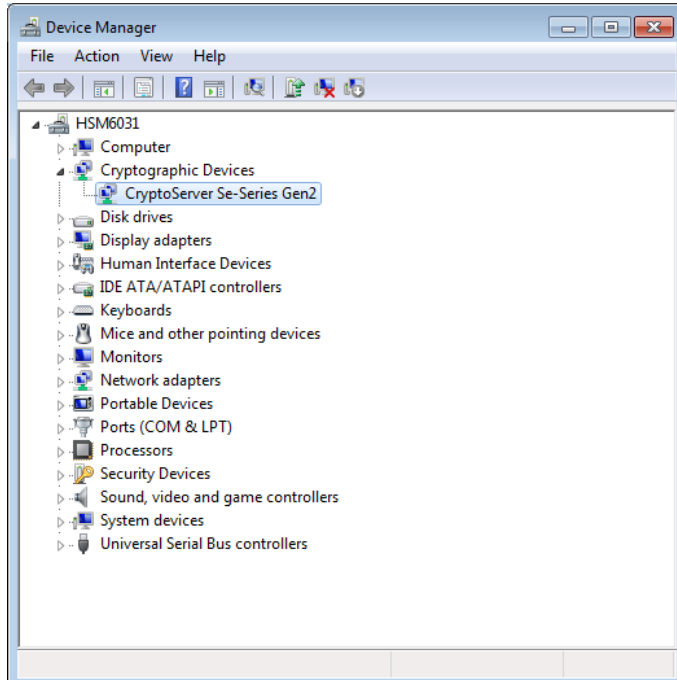 Device Manager
File Action View Help
HSM6031
Computer
Cryptographic Devices
CryptoServer Se-Series Gen2
Disk drives
Display adapters
Human Interface Devices
IDE ATA/ATAPI controllers
Keyboards
Mice and other pointing devices
Monitors
Network adapters
Portable Devices
Ports (COM & LPT)
Processors
Security Devices
Sound, video and game controllers
System devices
Universal Serial Bus controllers